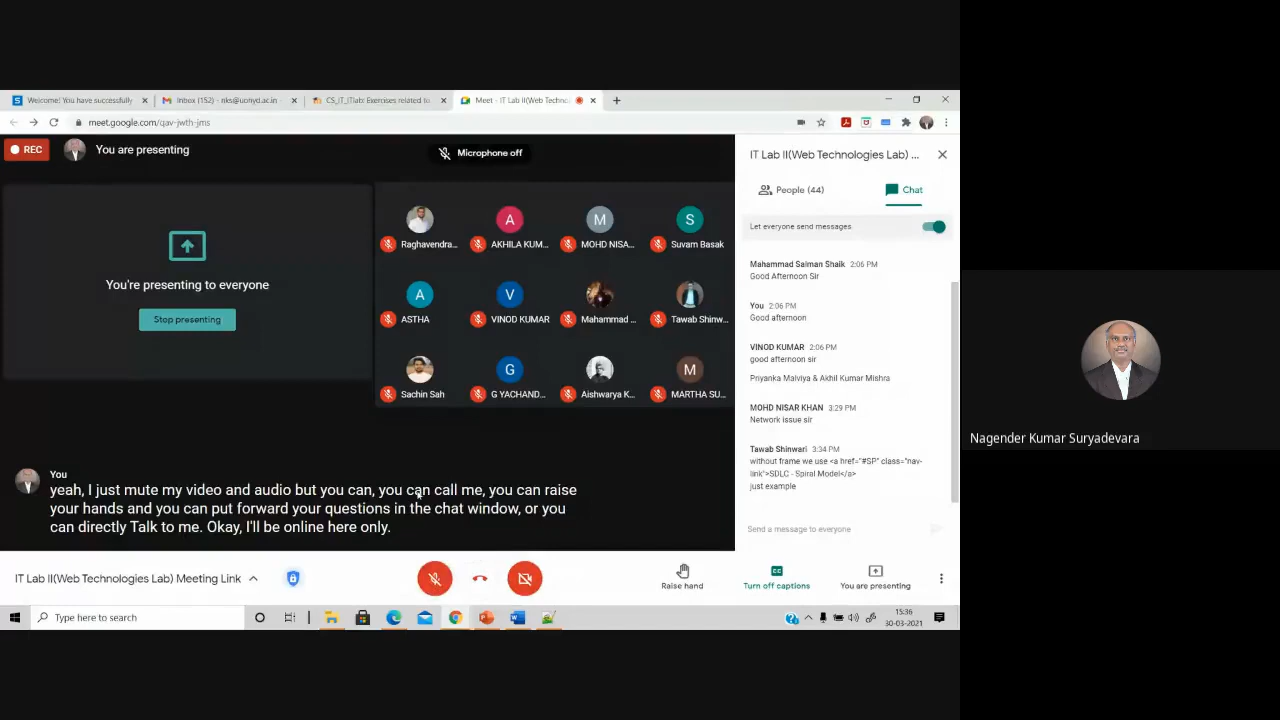 Welcome! You have successfully
Inbox (152) - nks@uohyd.ac.in -
CS_IT_ITlab: Exercises related to
Meet - IT Lab II(Web Techno
meet.google.com/qav-jwth-jms
REC
You are presenting
Microphone off
IT Lab II(Web Technologies Lab) ...
People (44)
Chat
Let everyone send messages
You're presenting to everyone
Stop presenting
Raghavendra...
AKHILA KUM...
MOHD NISA...
Suvam Basak
ASTHA
VINOD KUMAR
Mahammad ...
Tawab Shinw...
Sachin Sah
G YACHAND...
Aishwarya K...
MARTHA SU...
A
M
S
A
V
G
M
Mahammad Salman Shaik 2:06 PM
Good Afternoon Sir
You 2:06 PM
Good afternoon
VINOD KUMAR 2:06 PM
good afternoon sir
Priyanka Malviya & Akhil Kumar Mishra
MOHD NISAR KHAN 3:29 PM
Network issue sir
Tawab Shinwari 3:34 PM
without frame we use <a href="#SP" class="nav-
link">SDLC - Spiral Model</a>
just example
Send a message to everyone
You
yeah, I just mute my video and audio but you can, you can call me, you can raise
your hands and you can put forward your questions in the chat window, or you
can directly Talk to me. Okay, I'll be online here only.
IT Lab II(Web Technologies Lab) Meeting Link
Raise hand
CC
Turn off captions
You are presenting
Type here to search
15:36
30-03-2021
Nagender Kumar Suryadevara